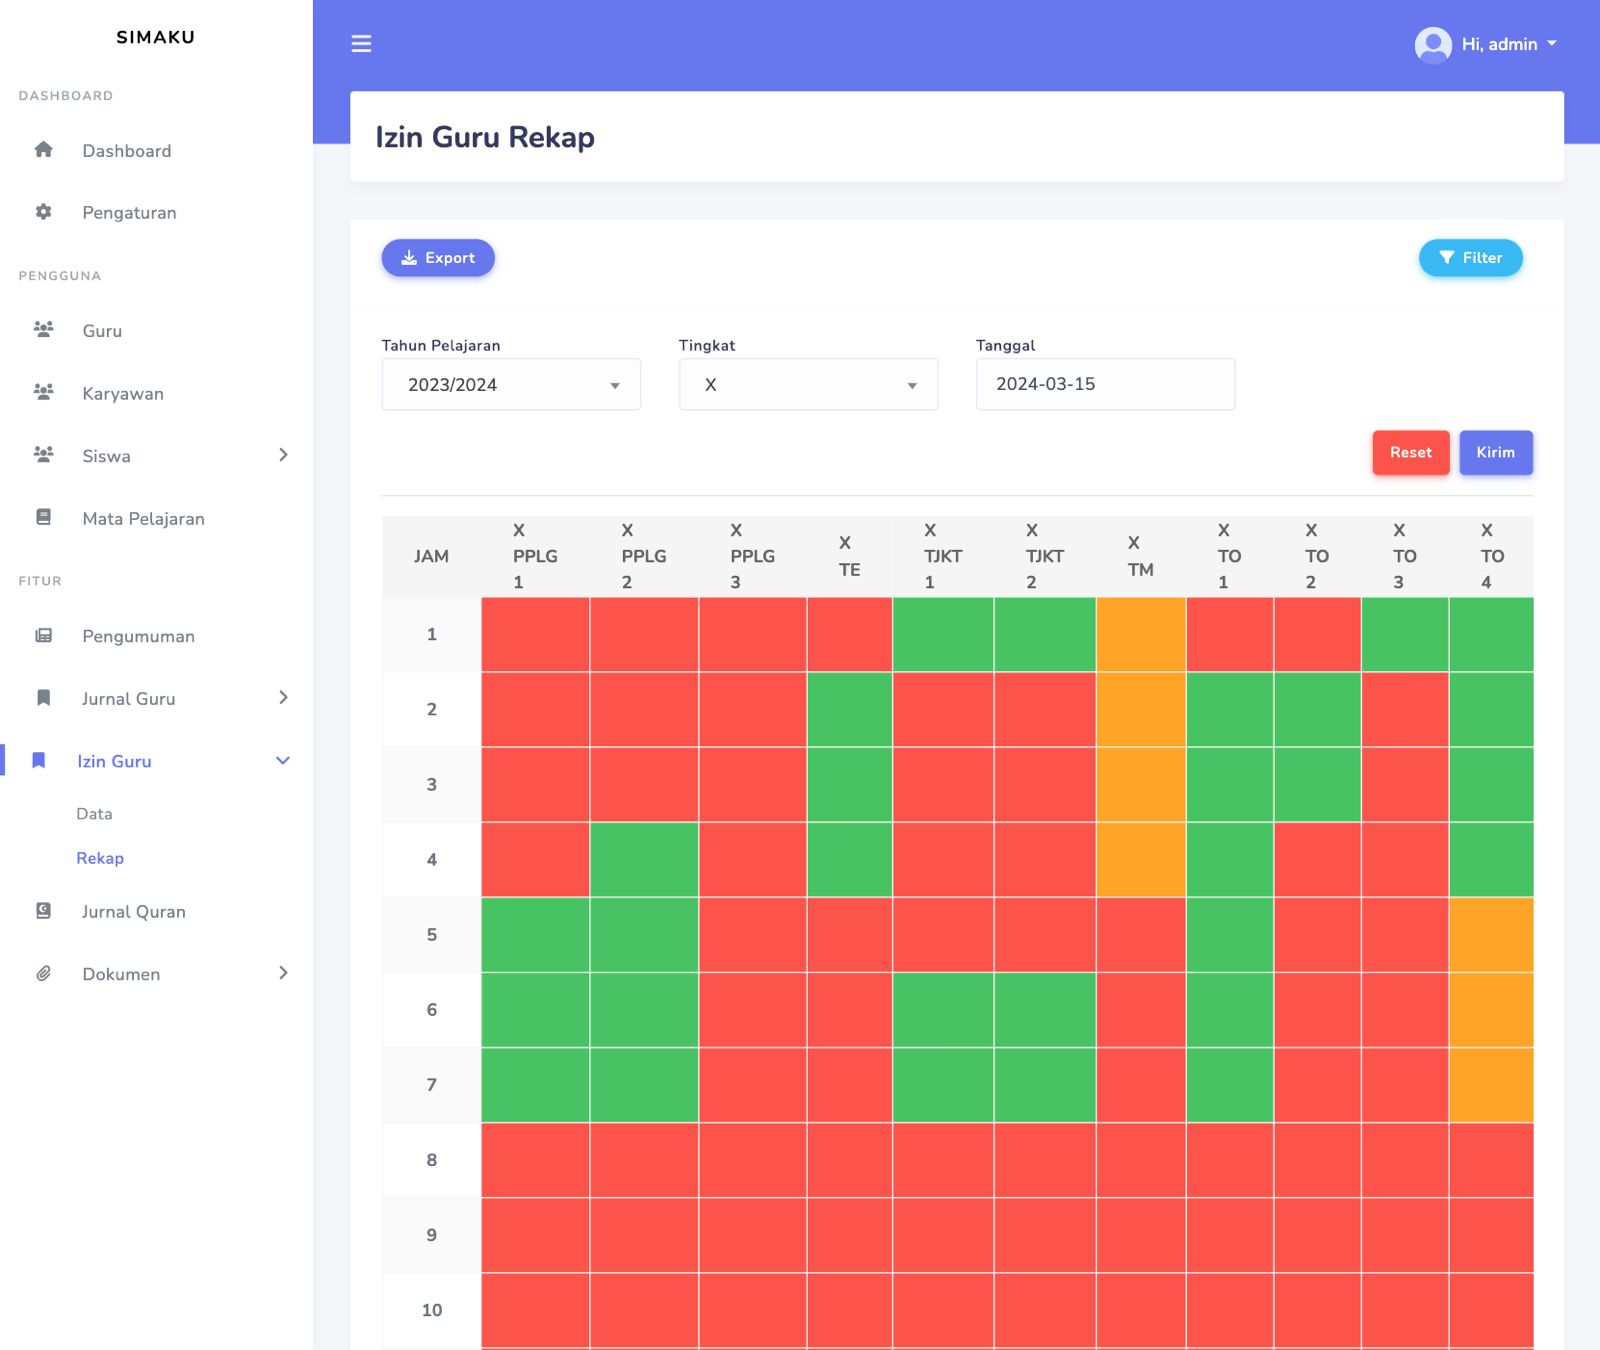 SIMAKU
DASHBOARD
Dashboard
Pengaturan
PENGGUNA
Guru
Karyawan
Siswa
Mata Pelajaran
FITUR
Pengumuman
Jurnal Guru
Izin Guru
Data
Rekap
Jurnal Quran
Dokumen
Hi, admin
Izin Guru Rekap
Export
Filter
Tahun Pelajaran
2023/2024
Tingkat
X
Tanggal
2024-03-15
Reset
Kirim
JAM
X
PPLG
1
X
PPLG
2
X
PPLG
3
X
TE
X
TJKT
1
X
TJKT
2
X
TM
X
TO
1
X
TO
2
X
TO
3
X
TO
4
1
2
3
4
5
6
7
8
9
10